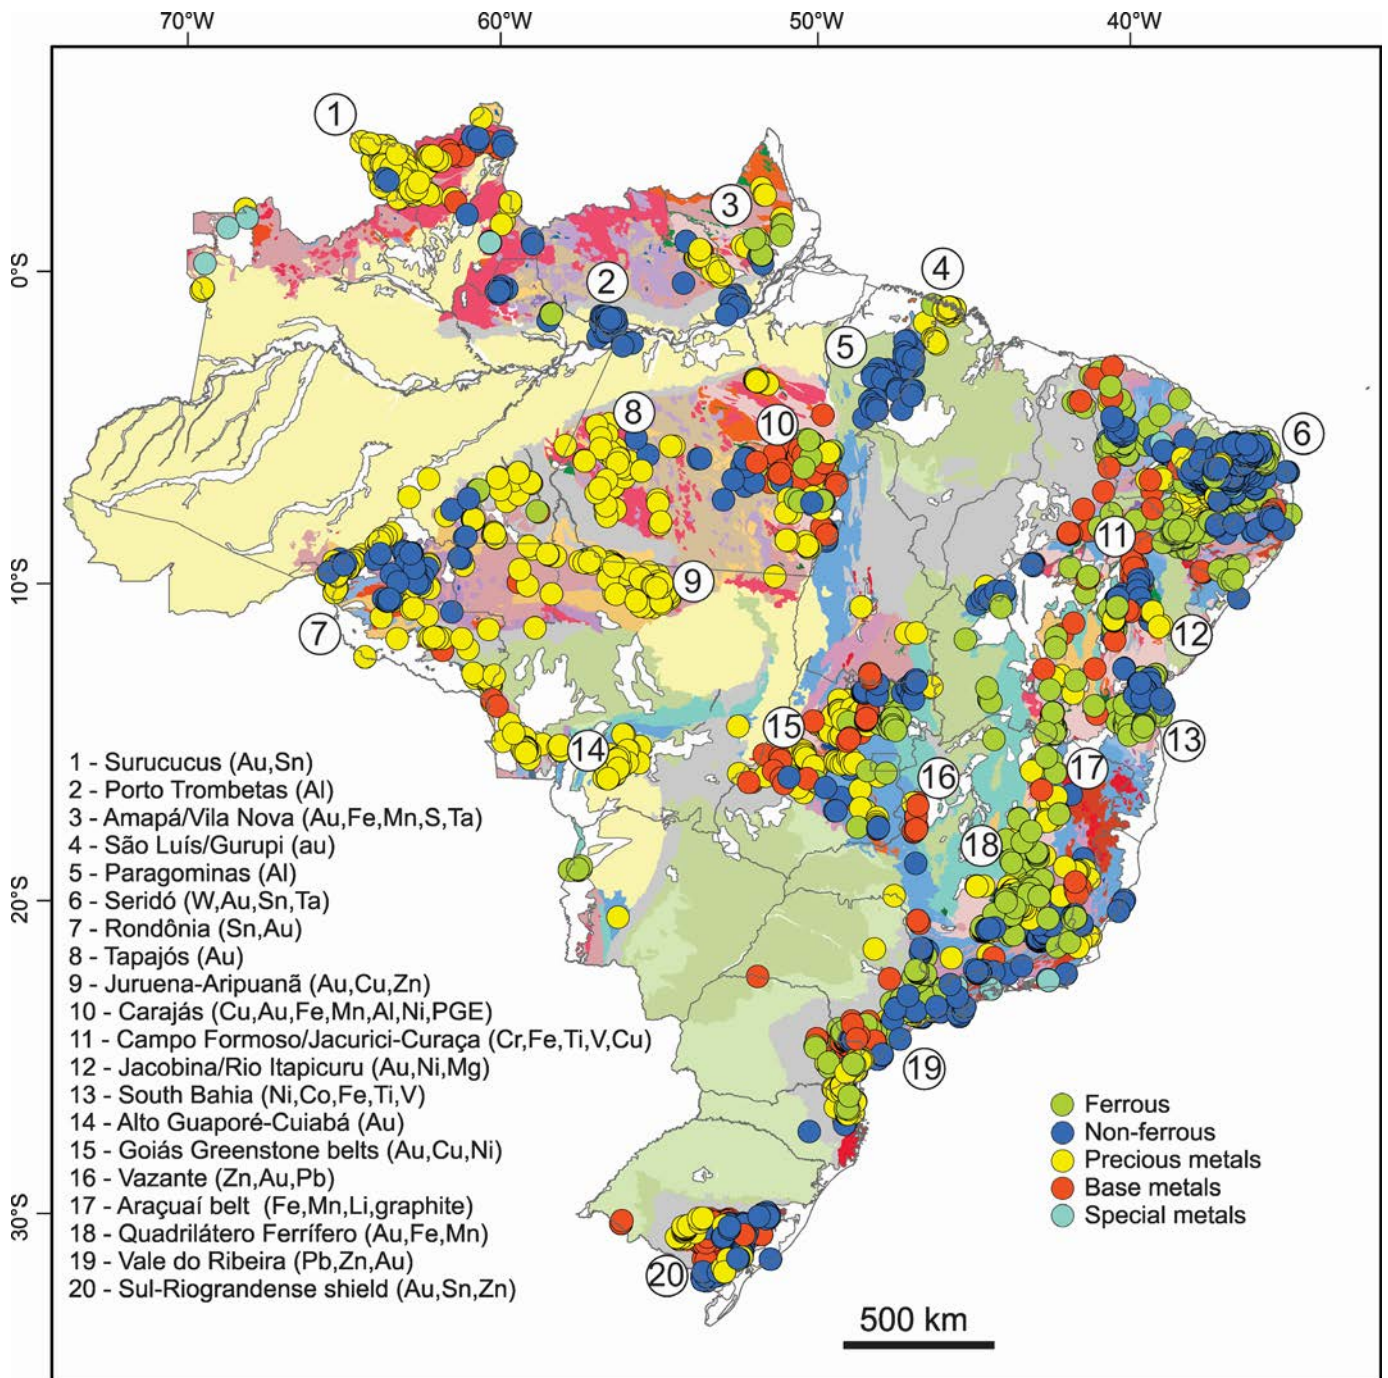 70°W 60°W 50°W 40°W
1
3
0°S
2
4
5
8
10
6
11
10°S
9
7
12
15
14
13
16
17
18
20°S
19
30°S
20
1 - Surucucus (Au,Sn)
2 - Porto Trombetas (Al)
3 - Amapá/Vila Nova (Au,Fe,Mn,S,Ta)
4 - São Luís/Gurupi (au)
5 - Paragominas (Al)
6 - Seridó (W,Au,Sn,Ta)
7 - Rondônia (Sn,Au)
8 - Tapajós (Au)
9 - Juruena-Aripuanã (Au,Cu,Zn)
10 - Carajás (Cu,Au,Fe,Mn,Al,Ni,PGE)
11 - Campo Formoso/Jacurici-Curaça (Cr,Fe,Ti,V,Cu)
12 - Jacobina/Rio Itapicuru (Au,Ni,Mg)
13 - South Bahia (Ni,Co,Fe,Ti,V)
14 - Alto Guaporé-Cuiabá (Au)
15 - Goiás Greenstone belts (Au,Cu,Ni)
16 - Vazante (Zn,Au,Pb)
17 - Araçuaí belt (Fe,Mn,Li,graphite)
18 - Quadrilátero Ferrífero (Au,Fe,Mn)
19 - Vale do Ribeira (Pb,Zn,Au)
20 - Sul-Riograndense shield (Au,Sn,Zn)
Ferrous
Non-ferrous
Precious metals
Base metals
Special metals
500 km